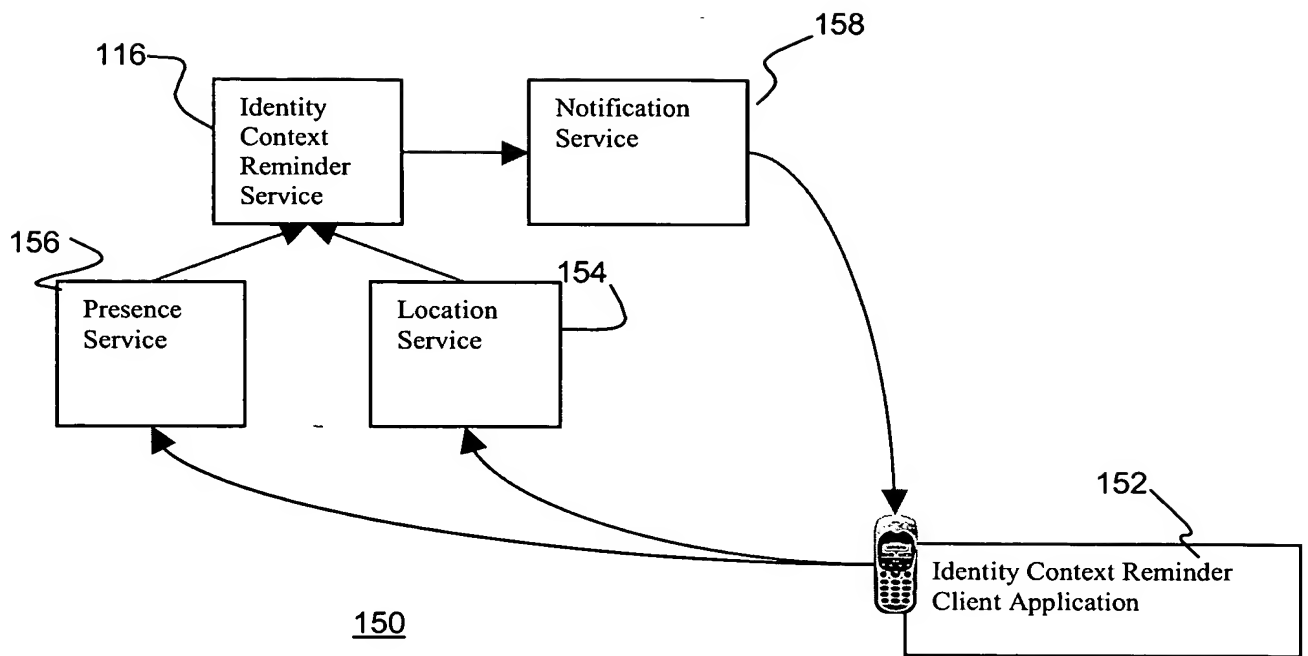 158
116
Identity
Context
Reminder
Service
Notification
Service
156
154
Presence
Service
Location
Service
152
Identity Context Reminder
Client Application
150